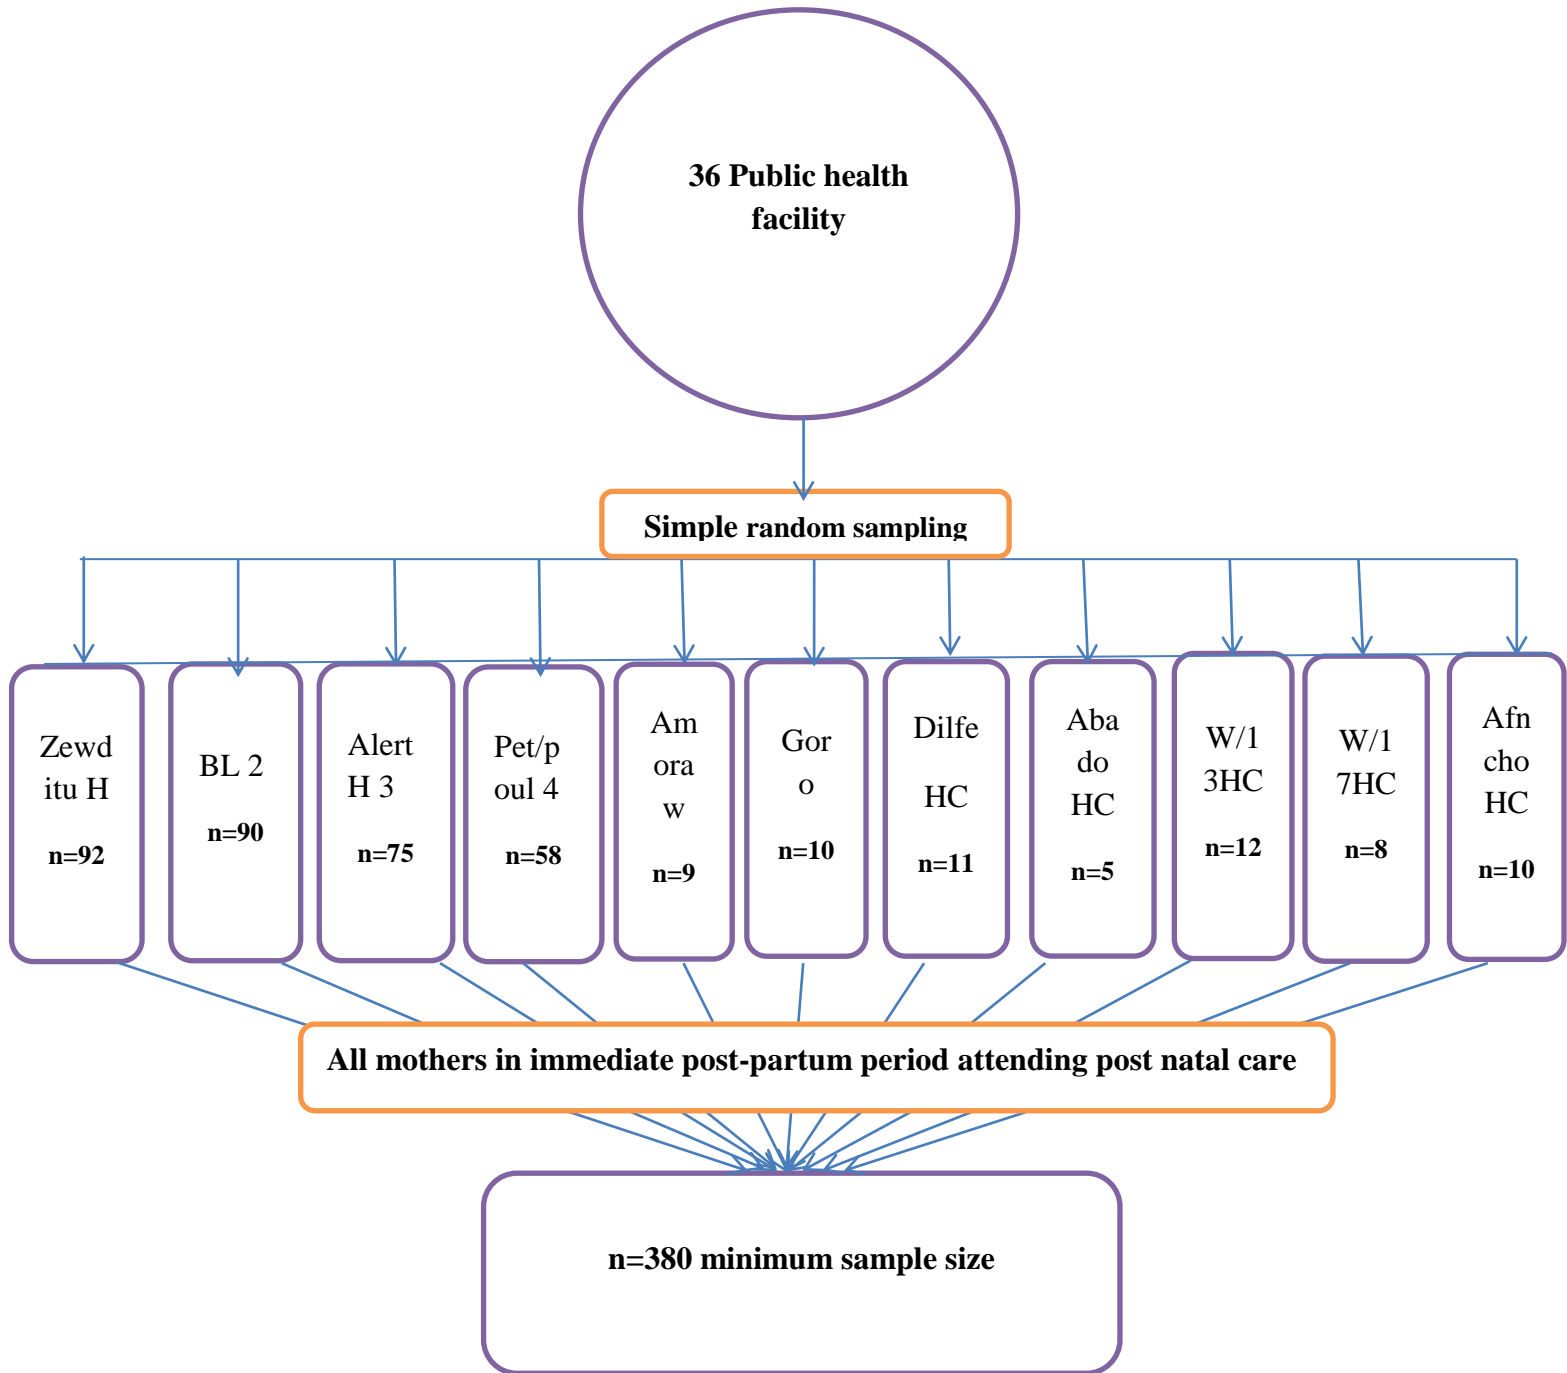 36 Public health
facility
Simple random sampling
Zewd
itu H
n=92
BL 2
n=90
Alert
H 3
n=75
Pet/p
oul 4
n=58
Am
ora
w
n=9
Gor
o
n=10
Dilfe
HC
n=11
Aba
do
HC
n=5
W/1
3HC
n=12
W/1
7HC
n=8
Afn
cho
HC
n=10
All mothers in immediate post-partum period attending post natal care
n=380 minimum sample size